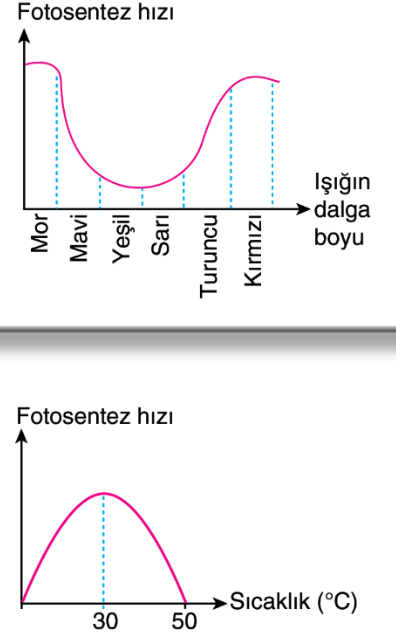 Fotosentez hızı
Işığın
dalga
boyu
Mor
Mavi
Yeşil
Sarı
Turuncu
Kırmızı
Fotosentez hızı
Sıcaklık (°C)
30
50